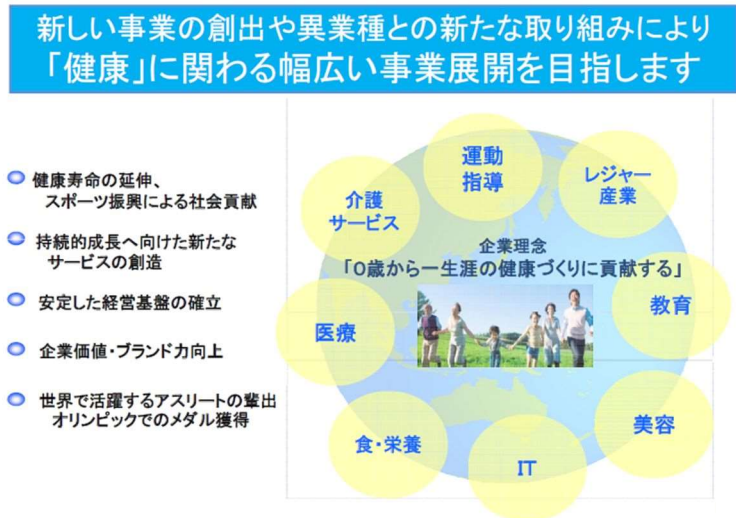 新しい事業の創出や異業種との新たな取り組みにより
「健康」に関わる幅広い事業展開を目指します
健康寿命の延伸、
スポーツ振興による社会貢献
持続的成長へ向けた新たな
サービスの創造
安定した経営基盤の確立
企業価値・ブランド力向上
世界で活躍するアスリートの輩出
オリンピックでのメダル獲得
運動
指導
レジャー
産業
介護
サービス
企業理念
「0歳から一生涯の健康づくりに貢献する」
教育
医療
美容
食・栄養
IT